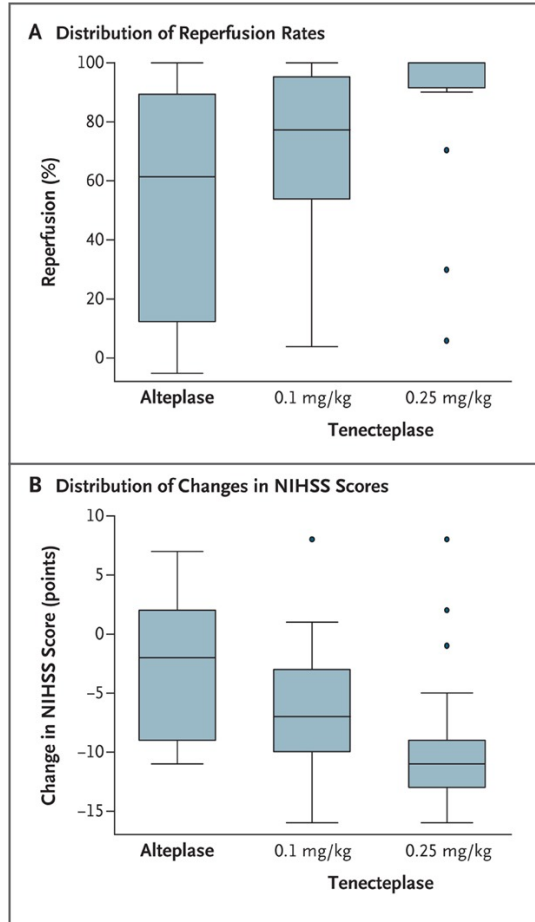 A Distribution of Reperfusion Rates
Reperfusion (%)
100
80
60
40
20
0
Alteplase
0.1 mg/kg
0.25 mg/kg
Tenecteplase
B Distribution of Changes in NIHSS Scores
Change in NIHSS Score (points)
10
5
0
−5
−10
−15
Alteplase
0.1 mg/kg
0.25 mg/kg
Tenecteplase